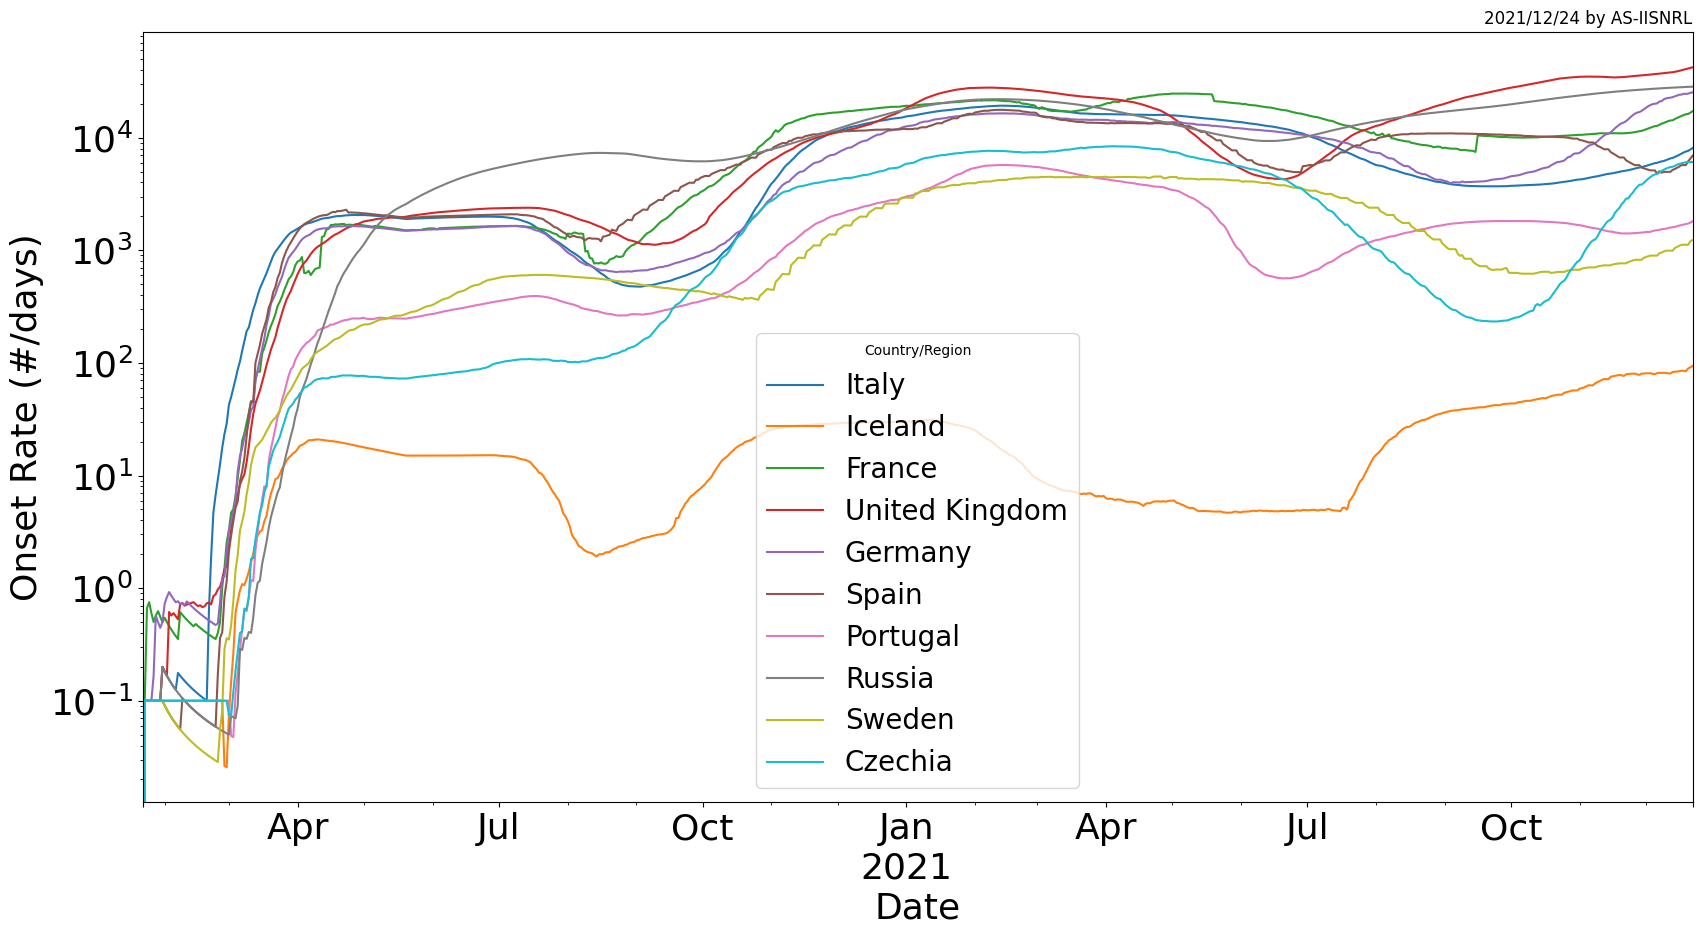 2021/12/24 by AS-IISNRL
Onset Rate (#/days)
10^4
10^3
10^2
10^1
10^0
10^−1
Country/Region
Italy
Iceland
France
United Kingdom
Germany
Spain
Portugal
Russia
Sweden
Czechia
Apr Jul Oct Jan Apr Jul Oct
2021
Date